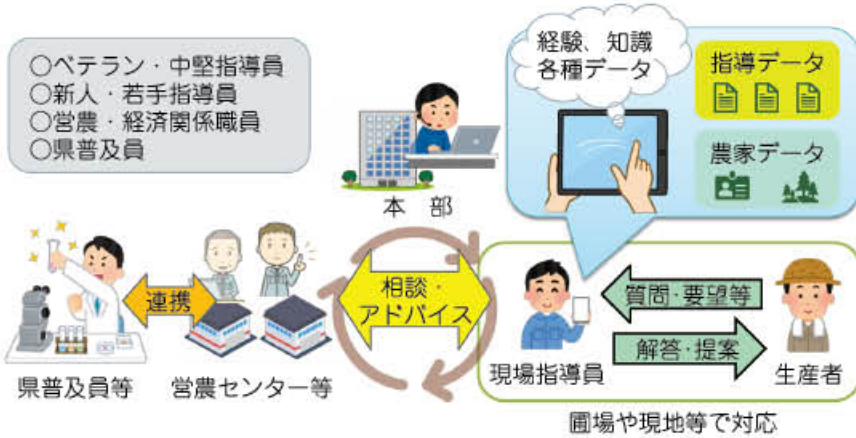 ○ベテラン・中堅指導員
○新人・若手指導員
○営農・経済関係職員
○県普及員
経験、知識
各種データ
指導データ
農家データ
本 部
連携
相談・
アドバイス
質問・要望等
解答・提案
県普及員等
営農センター等
現場指導員
生産者
圃場や現地等で対応